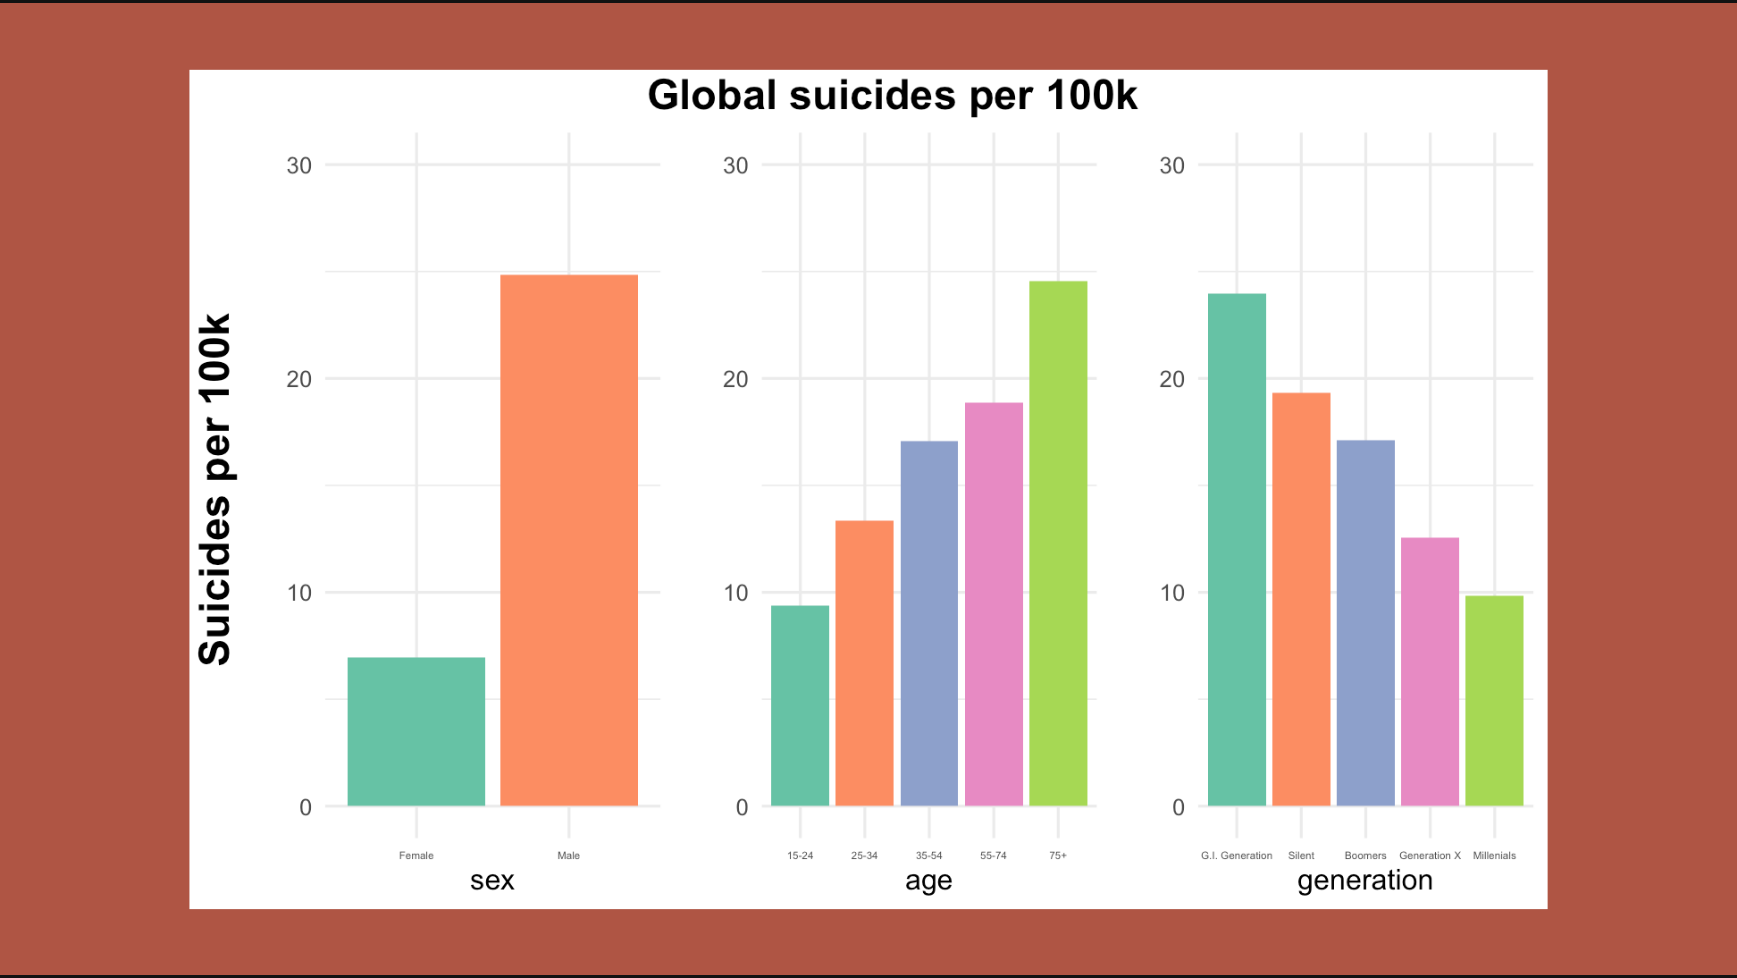 Global suicides per 100k
Suicides per 100k
30
20
10
0
Female Male
sex
30
20
10
0
15-24 25-34 35-54 55-74 75+
age
30
20
10
0
G.I. Generation Silent Boomers Generation X Millenials
generation